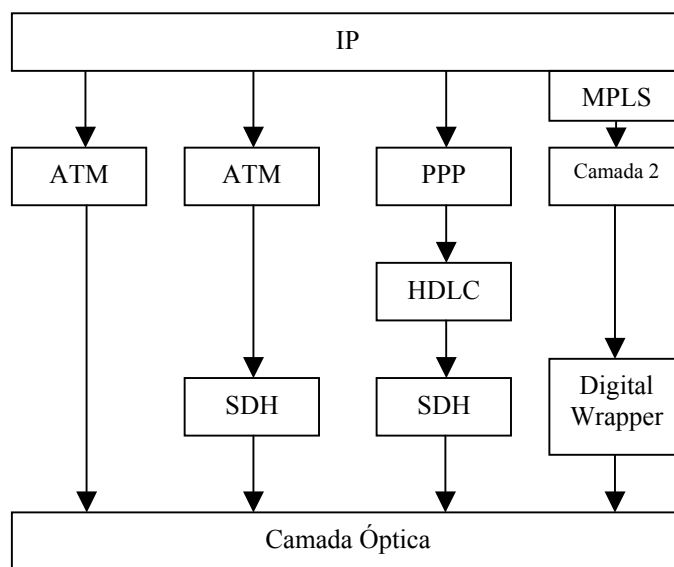 IP
MPLS
ATM
ATM
PPP
Camada 2
HDLC
SDH
SDH
Digital
Wrapper
Camada Óptica